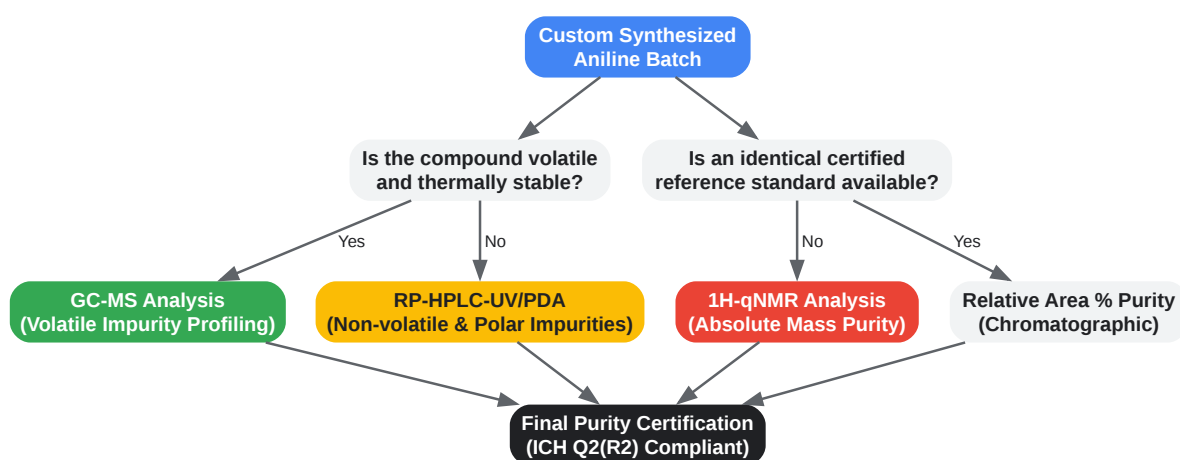 Custom Synthesized
Aniline Batch
Is the compound volatile
and thermally stable?
Is an identical certified
reference standard available?
Yes
No
No
Yes
GC-MS Analysis
(Volatile Impurity Profiling)
RP-HPLC-UV/PDA
(Non-volatile & Polar Impurities)
1H-qNMR Analysis
(Absolute Mass Purity)
Relative Area % Purity
(Chromatographic)
Final Purity Certification
(ICH Q2(R2) Compliant)